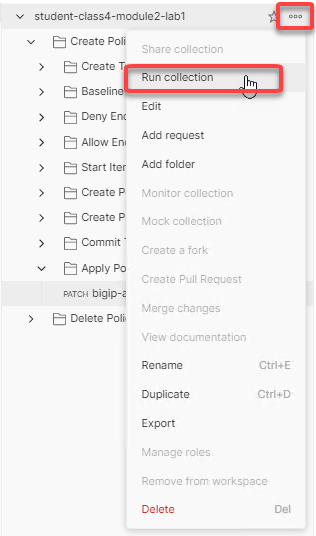 student-class4-module2-lab1
Create Polic
Create T
Baseline
Deny End
Allow End
Start Iter
Create P
Create P
Commit T
Apply Po
PATCH bigip-a
Delete Polic
Share collection
Run collection
Edit
Add request
Add folder
Monitor collection
Mock collection
Create a fork
Create Pull Request
Merge changes
View documentation
Rename Ctrl+E
Duplicate Ctrl+D
Export
Manage roles
Remove from workspace
Delete Del